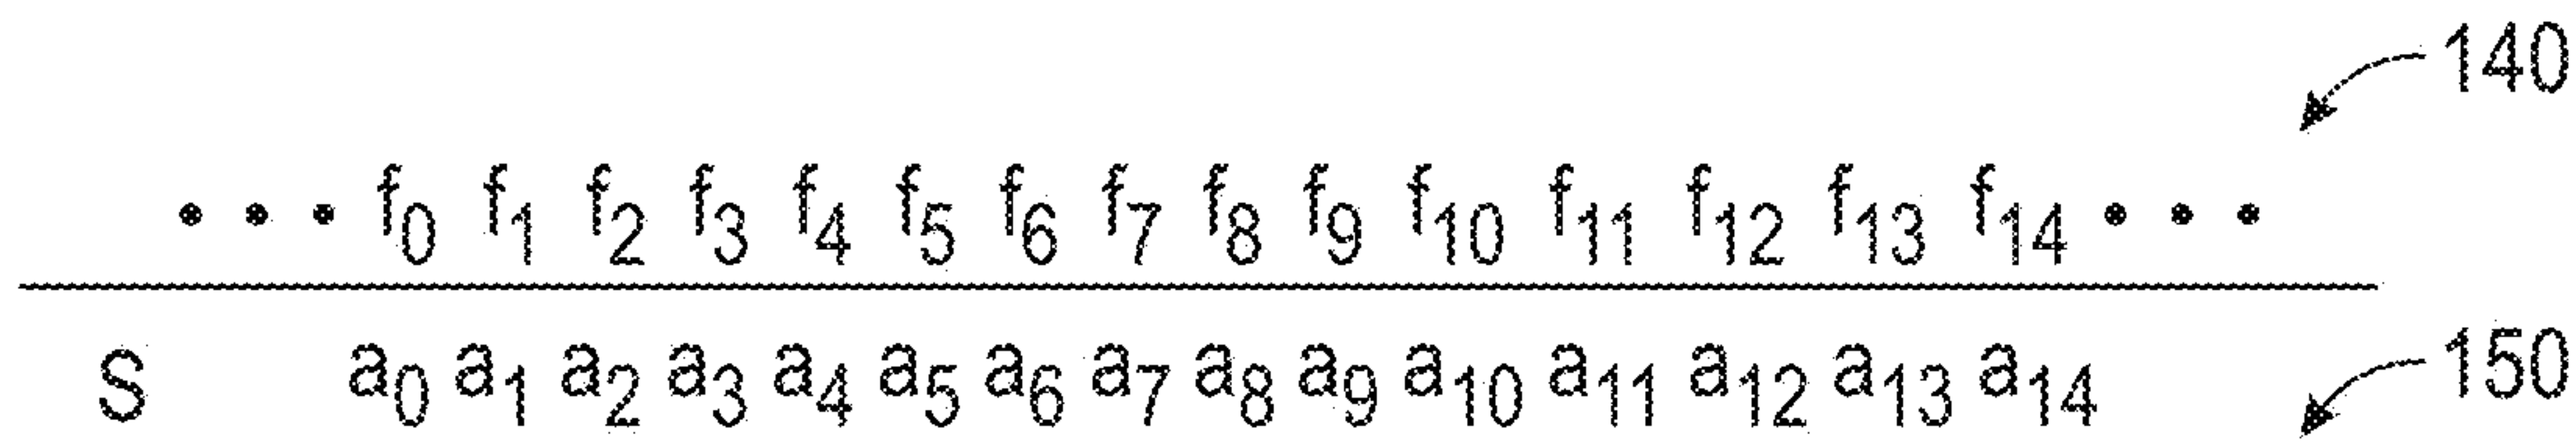 140
• • • f₀ f₁ f₂ f₃ f₄ f₅ f₆ f₇ f₈ f₉ f₁₀ f₁₁ f₁₂ f₁₃ f₁₄ • • •
S a₀ a₁ a₂ a₃ a₄ a₅ a₆ a₇ a₈ a₉ a₁₀ a₁₁ a₁₂ a₁₃ a₁₄ 150